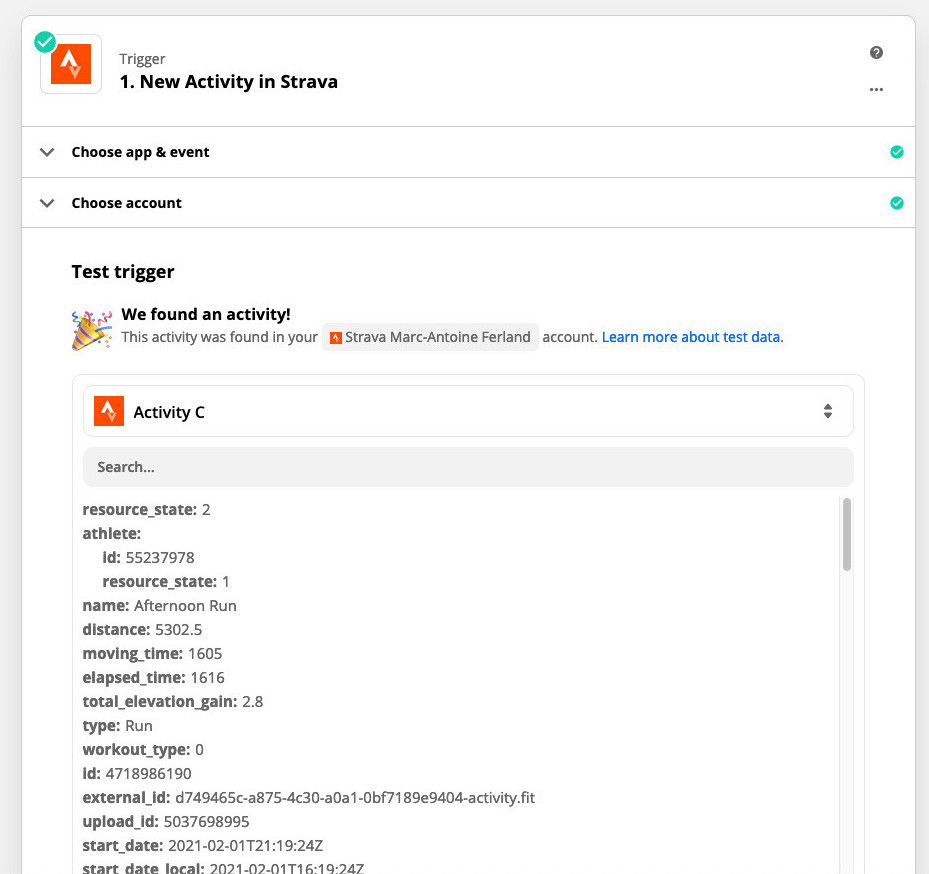 Trigger
1. New Activity in Strava
Choose app & event
Choose account
Test trigger
We found an activity!
This activity was found in your Strava Marc-Antoine Ferland account. Learn more about test data.
Activity C
Search...
resource_state: 2
athlete:
id: 55237978
resource_state: 1
name: Afternoon Run
distance: 5302.5
moving_time: 1605
elapsed_time: 1616
total_elevation_gain: 2.8
type: Run
workout_type: 0
id: 4718986190
external_id: d749465c-a875-4c30-a0a1-0bf7189e9404-activity.fit
upload_id: 5037698995
start_date: 2021-02-01T21:19:24Z
start_date_local: 2021-02-01T16:19:24Z